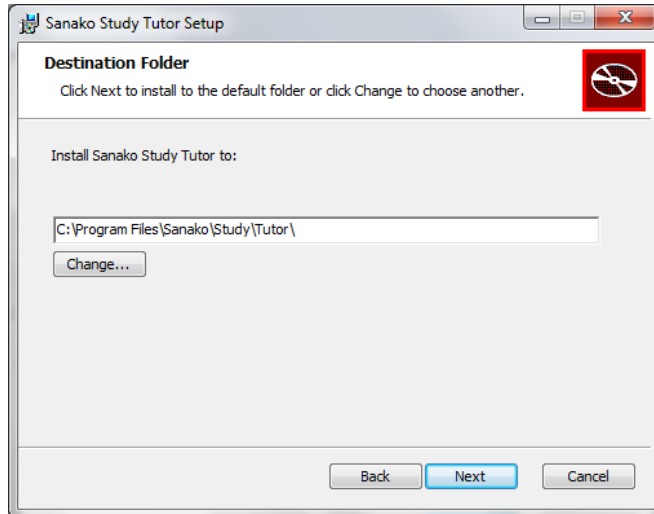 Sanako Study Tutor Setup
Destination Folder
Click Next to install to the default folder or click Change to choose another.
Install Sanako Study Tutor to:
C:\Program Files\Sanako\Study\Tutor\
Change...
Back Next Cancel